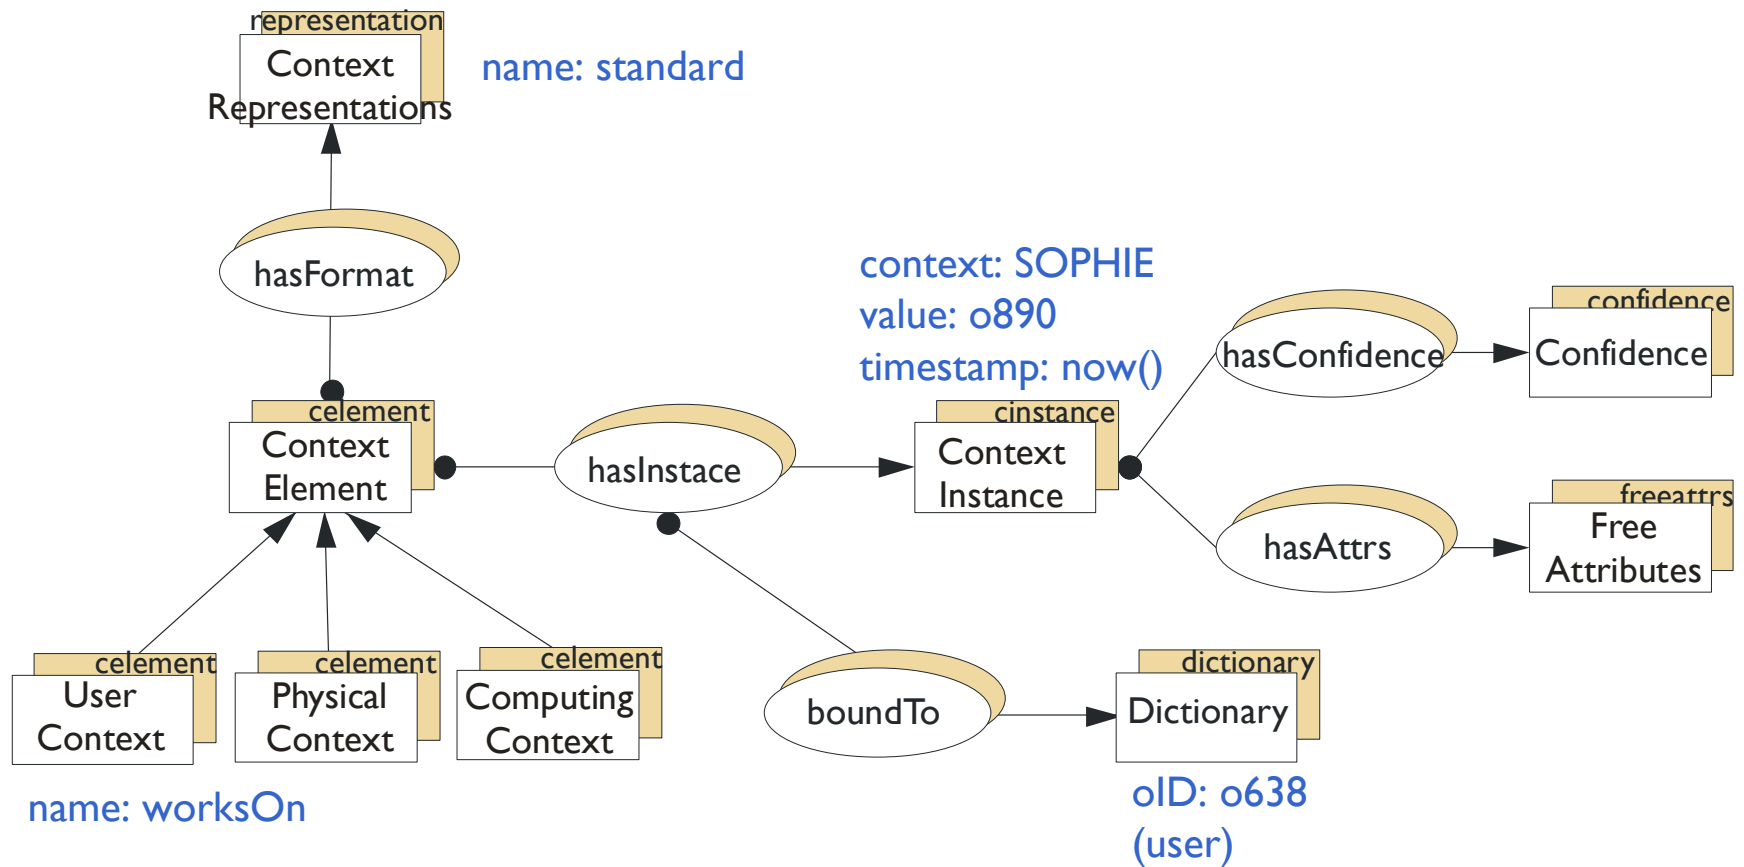 representation
Context
Representations
name: standard
hasFormat
context: SOPHIE
value: o890
timestamp: now()
confidence
hasConfidence
Confidence
celement
Context
Element
hasInstace
cinstance
Context
Instance
freeattrs
hasAttrs
Free
Attributes
celement
User
Context
celement
Physical
Context
celement
Computing
Context
boundTo
dictionary
Dictionary
name: worksOn
oID: o638
(user)